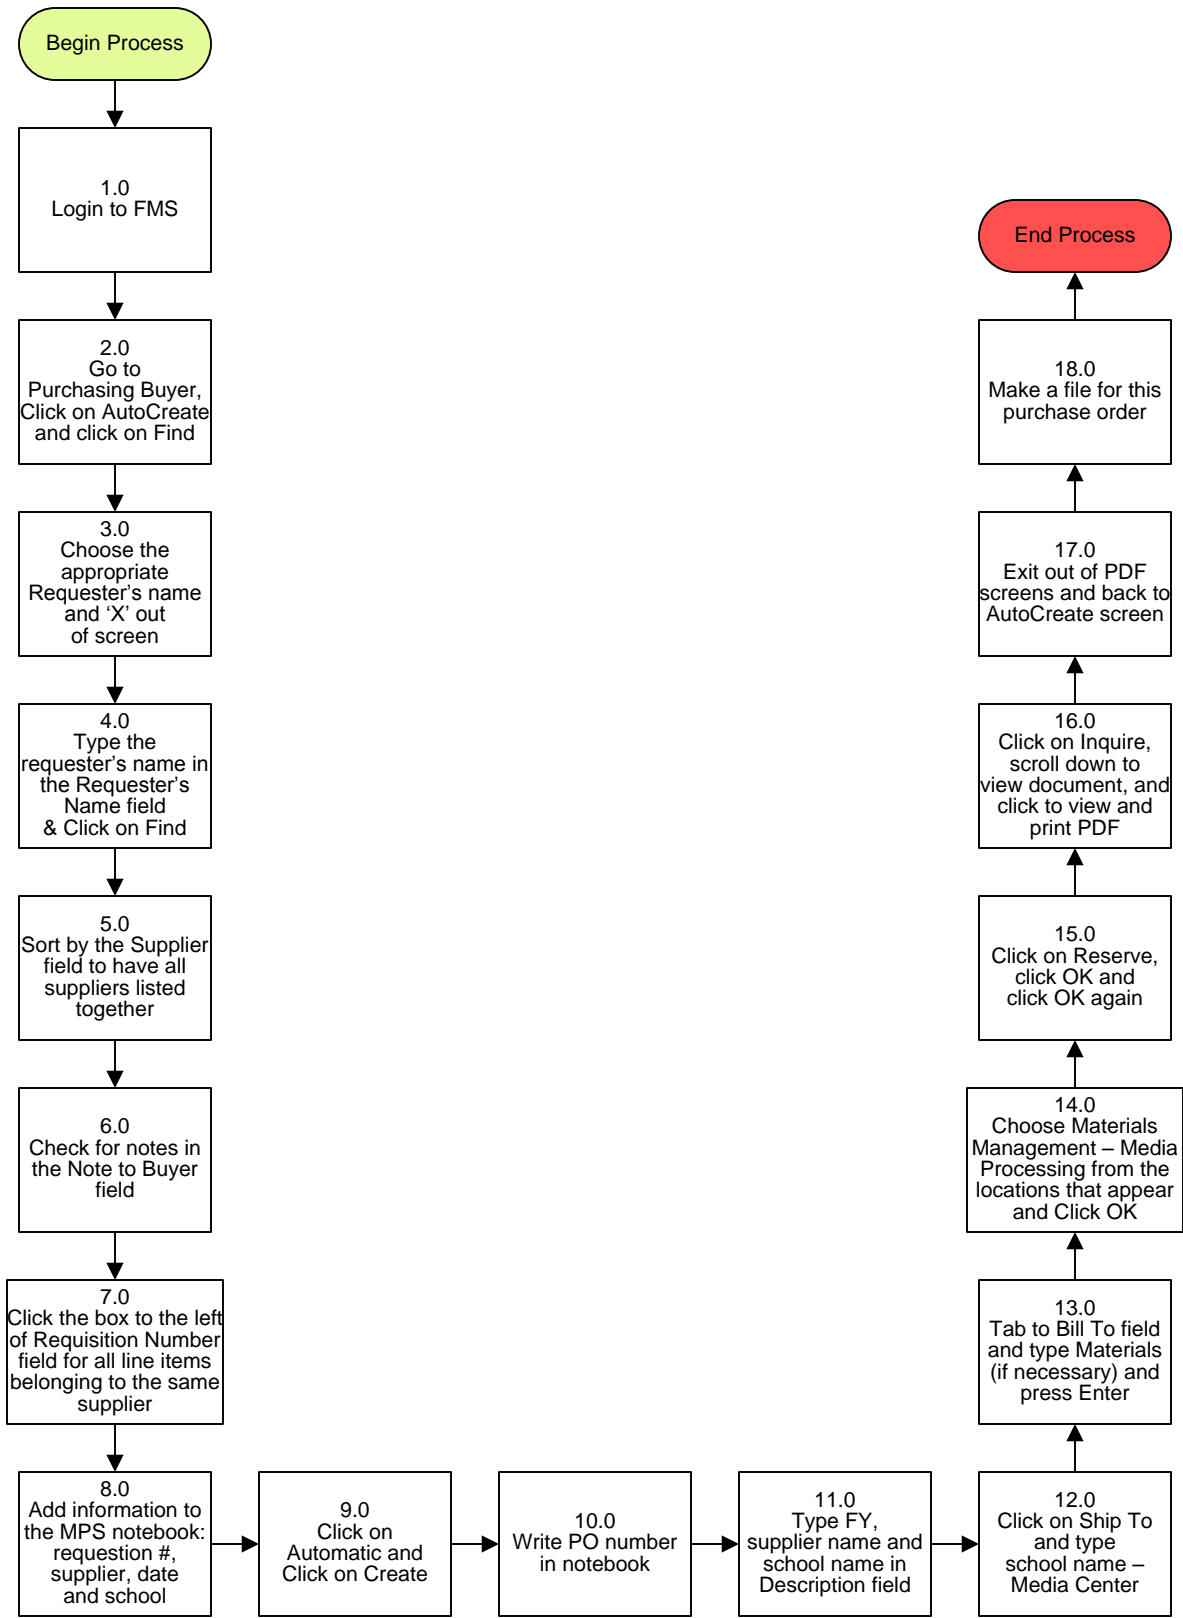 Begin Process
1.0
Login to FMS
2.0
Go to
Purchasing Buyer,
Click on AutoCreate
and click on Find
3.0
Choose the
appropriate
Requester’s name
and ‘X’ out
of screen
4.0
Type the
requester’s name in
the Requester’s
Name field
& Click on Find
5.0
Sort by the Supplier
field to have all
suppliers listed
together
6.0
Check for notes in
the Note to Buyer
field
7.0
Click the box to the left
of Requisition Number
field for all line items
belonging to the same
supplier
8.0
Add information to
the MPS notebook:
requestion #,
supplier, date
and school
9.0
Click on
Automatic and
Click on Create
10.0
Write PO number
in notebook
11.0
Type FY,
supplier name and
school name in
Description field
12.0
Click on Ship To
and type
school name –
Media Center
13.0
Tab to Bill To field
and type Materials
(if necessary) and
press Enter
14.0
Choose Materials
Management – Media
Processing from the
locations that appear
and Click OK
15.0
Click on Reserve,
click OK and
click OK again
16.0
Click on Inquire,
scroll down to
view document, and
click to view and
print PDF
17.0
Exit out of PDF
screens and back to
AutoCreate screen
18.0
Make a file for this
purchase order
End Process